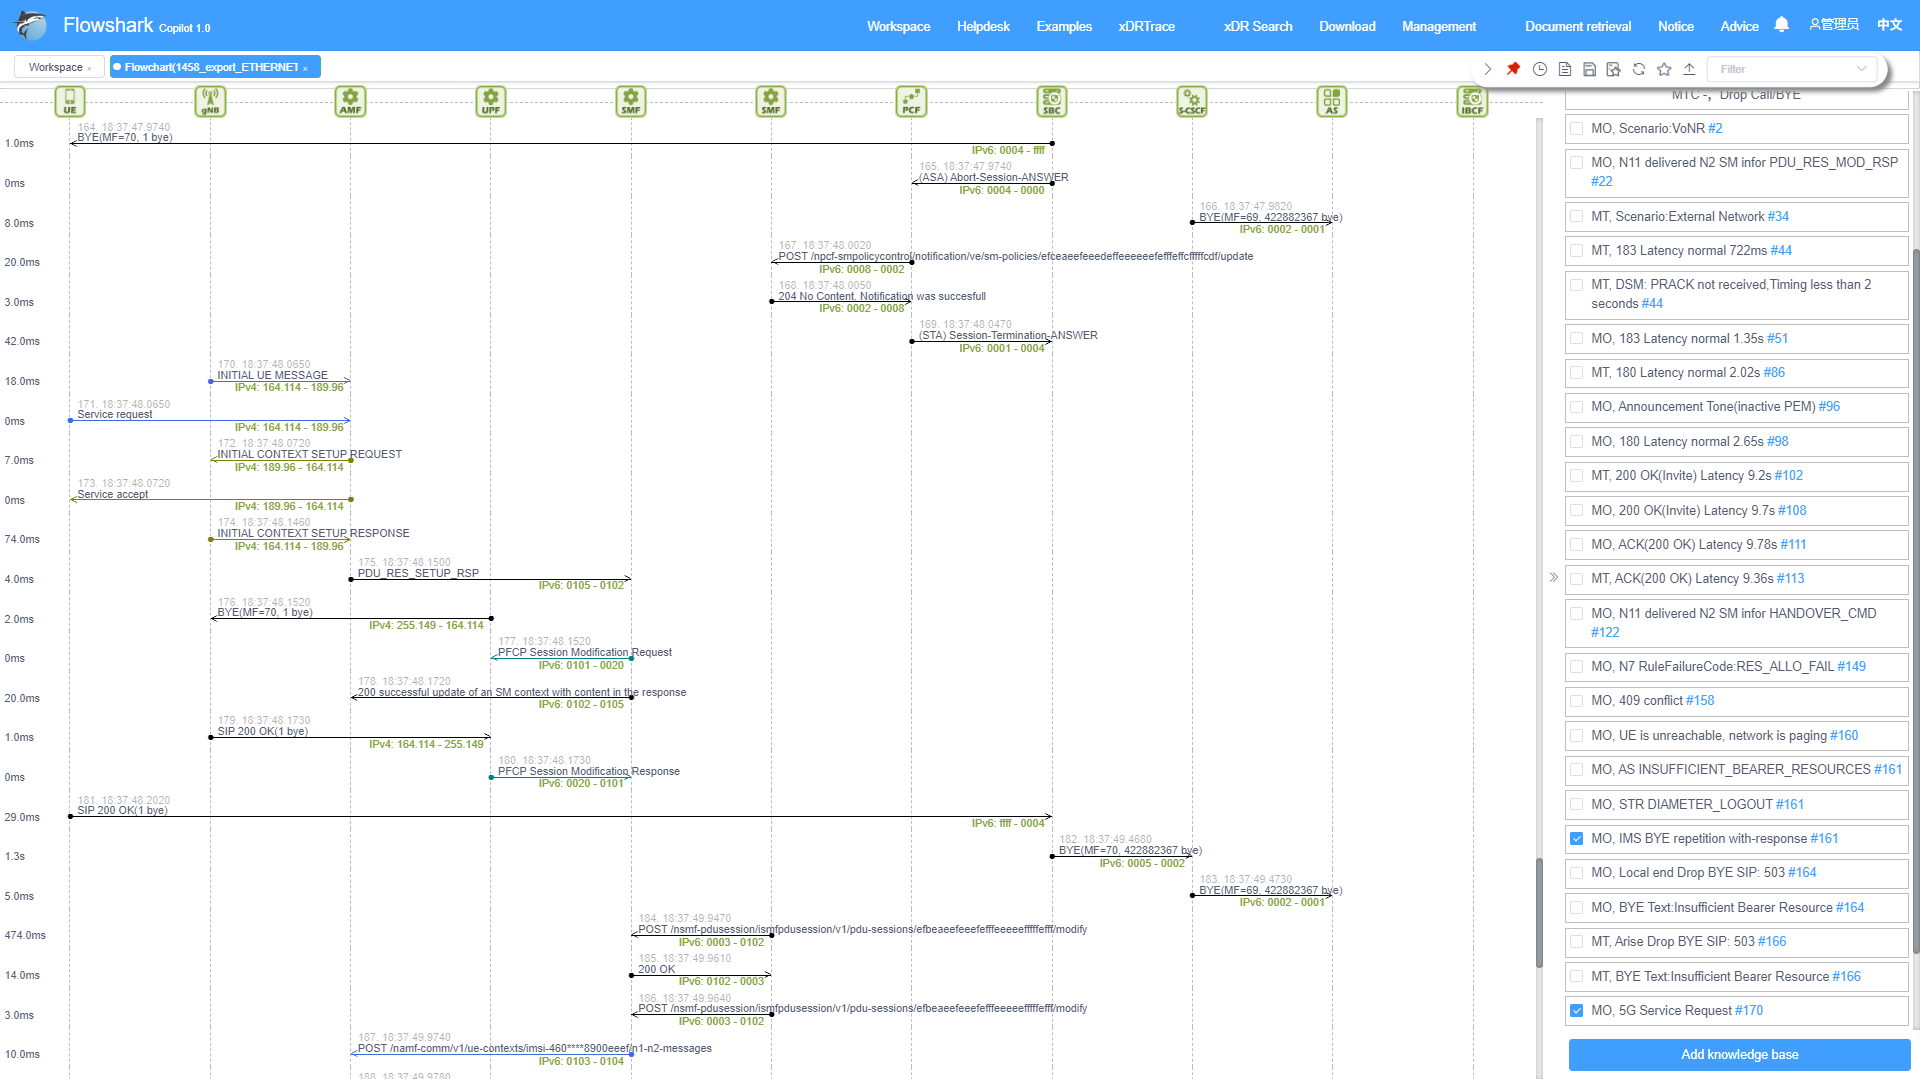 Flowshark Copilot 1.0
Workspace
Helpdesk
Examples
xDRTrace
xDR Search
Download
Management
Document retrieval
Notice
Advice
管理员
中文
Workspace ×
Flowchart(1458_export_ETHERNET ×
Filter
UE
gNB
AMF
UPF
SMF
SMF
PCF
SBC
S-CSCF
AS
IBCF
164. 18:37:47.9740
BYE(MF=70, 1 bye)
1.0ms
IPv6: 0004 - ffff
165. 18:37:47.9740
(ASA) Abort-Session-ANSWER
0ms
IPv6: 0004 - 0000
166. 18:37:47.9820
BYE(MF=69, 422882367 bye)
8.0ms
IPv6: 0002 - 0001
167. 18:37:48.0020
POST /npcf-smpolicycontrol/notification/ve/sm-policies/efceaeefeeedeffeeeeeefefffeffcfffffcdf/update
20.0ms
IPv6: 0008 - 0002
168. 18:37:48.0050
204 No Content, Notification was succesfull
3.0ms
IPv6: 0002 - 0008
169. 18:37:48.0470
(STA) Session-Termination-ANSWER
42.0ms
IPv6: 0001 - 0004
170. 18:37:48.0650
INITIAL UE MESSAGE
18.0ms
IPv4: 164.114 - 189.96
171. 18:37:48.0650
Service request
0ms
IPv4: 164.114 - 189.96
172. 18:37:48.0720
INITIAL CONTEXT SETUP REQUEST
7.0ms
IPv4: 189.96 - 164.114
173. 18:37:48.0720
Service accept
0ms
IPv4: 189.96 - 164.114
174. 18:37:48.1460
INITIAL CONTEXT SETUP RESPONSE
74.0ms
IPv4: 164.114 - 189.96
175. 18:37:48.1500
PDU_RES_SETUP_RSP
4.0ms
IPv6: 0105 - 0102
176. 18:37:48.1520
BYE(MF=70, 1 bye)
2.0ms
IPv4: 255.149 - 164.114
177. 18:37:48.1520
PFCP Session Modification Request
0ms
IPv6: 0101 - 0020
178. 18:37:48.1720
200 successful update of an SM context with content in the response
20.0ms
IPv6: 0102 - 0105
179. 18:37:48.1730
SIP 200 OK(1 bye)
1.0ms
IPv4: 164.114 - 255.149
180. 18:37:48.1730
PFCP Session Modification Response
0ms
IPv6: 0020 - 0101
181. 18:37:48.2020
SIP 200 OK(1 bye)
29.0ms
IPv6: ffff - 0004
182. 18:37:49.4680
BYE(MF=70, 422882367 bye)
1.3s
IPv6: 0005 - 0002
183. 18:37:49.4730
BYE(MF=69, 422882367 bye)
5.0ms
IPv6: 0002 - 0001
184. 18:37:49.9470
POST /nsmf-pdusession/ismfpdusession/v1/pdu-sessions/efbeaeefeeefefffeeeeefffffefff/modify
474.0ms
IPv6: 0003 - 0102
185. 18:37:49.9610
200 OK
14.0ms
IPv6: 0102 - 0003
186. 18:37:49.9640
POST /nsmf-pdusession/ismfpdusession/v1/pdu-sessions/efbeaeefeeefefffeeeeefffffefff/modify
3.0ms
IPv6: 0003 - 0102
187. 18:37:49.9740
POST /namf-comm/v1/ue-contexts/imsi-460****8900eeef/n1-n2-messages
10.0ms
IPv6: 0103 - 0104
188. 18:37:49.9780
MTC -, Drop Call/BYE
MO, Scenario:VoNR #2
MO, N11 delivered N2 SM infor PDU_RES_MOD_RSP
#22
MT, Scenario:External Network #34
MT, 183 Latency normal 722ms #44
MT, DSM: PRACK not received,Timing less than 2
seconds #44
MO, 183 Latency normal 1.35s #51
MT, 180 Latency normal 2.02s #86
MO, Announcement Tone(inactive PEM) #96
MO, 180 Latency normal 2.65s #98
MT, 200 OK(Invite) Latency 9.2s #102
MO, 200 OK(Invite) Latency 9.7s #108
MO, ACK(200 OK) Latency 9.78s #111
MT, ACK(200 OK) Latency 9.36s #113
MO, N11 delivered N2 SM infor HANDOVER_CMD
#122
MO, N7 RuleFailureCode:RES_ALLO_FAIL #149
MO, 409 conflict #158
MO, UE is unreachable, network is paging #160
MO, AS INSUFFICIENT_BEARER_RESOURCES #161
MO, STR DIAMETER_LOGOUT #161
MO, IMS BYE repetition with-response #161
MO, Local end Drop BYE SIP: 503 #164
MO, BYE Text:Insufficient Bearer Resource #164
MT, Arise Drop BYE SIP: 503 #166
MT, BYE Text:Insufficient Bearer Resource #166
MO, 5G Service Request #170
Add knowledge base